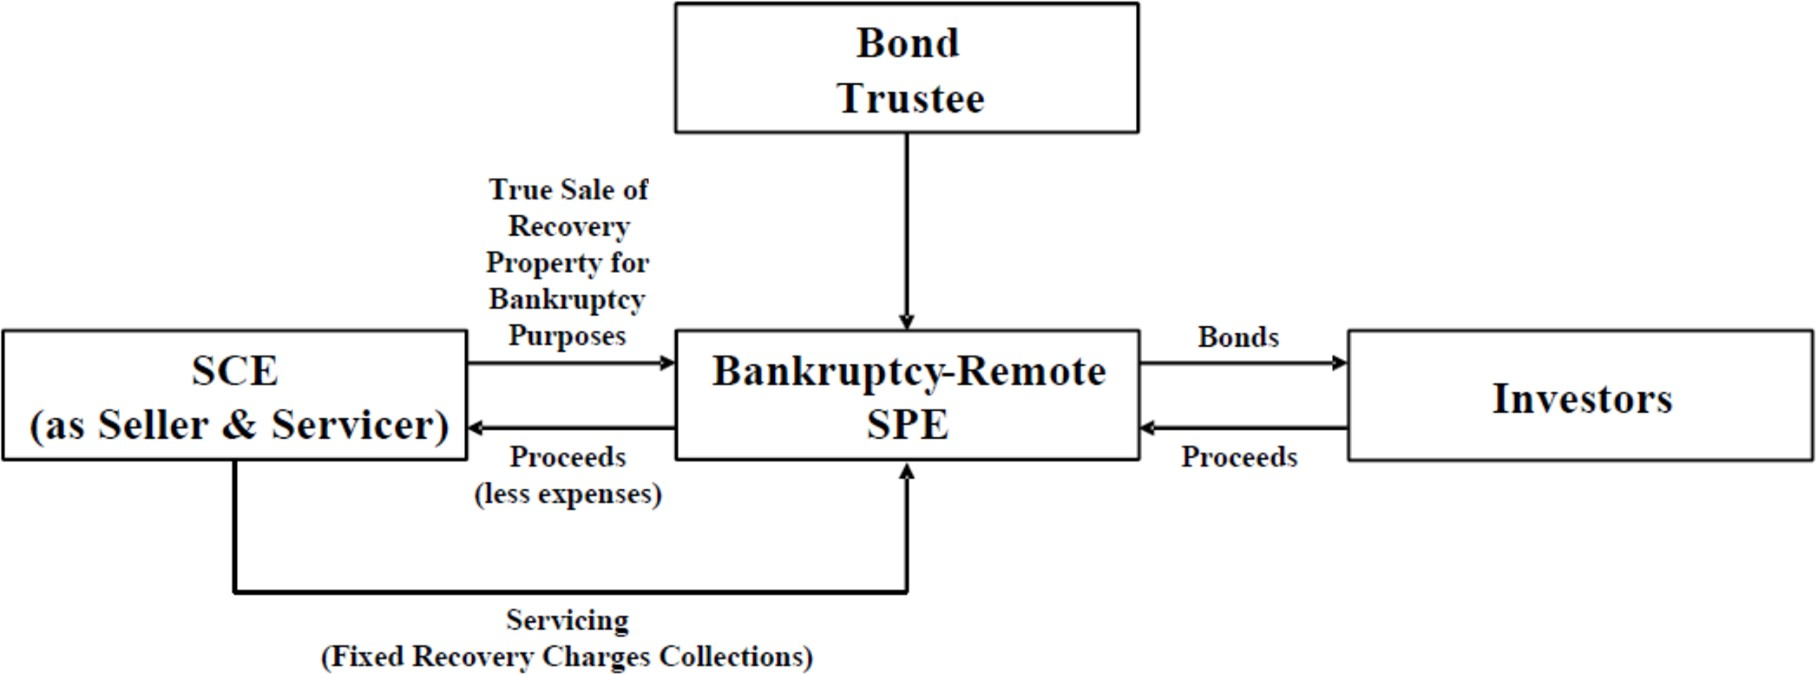 Bond
Trustee
True Sale of
Recovery
Property for
Bankruptcy
Purposes
SCE
(as Seller & Servicer)
Proceeds
(less expenses)
Bankruptcy-Remote
SPE
Bonds
Proceeds
Investors
Servicing
(Fixed Recovery Charges Collections)